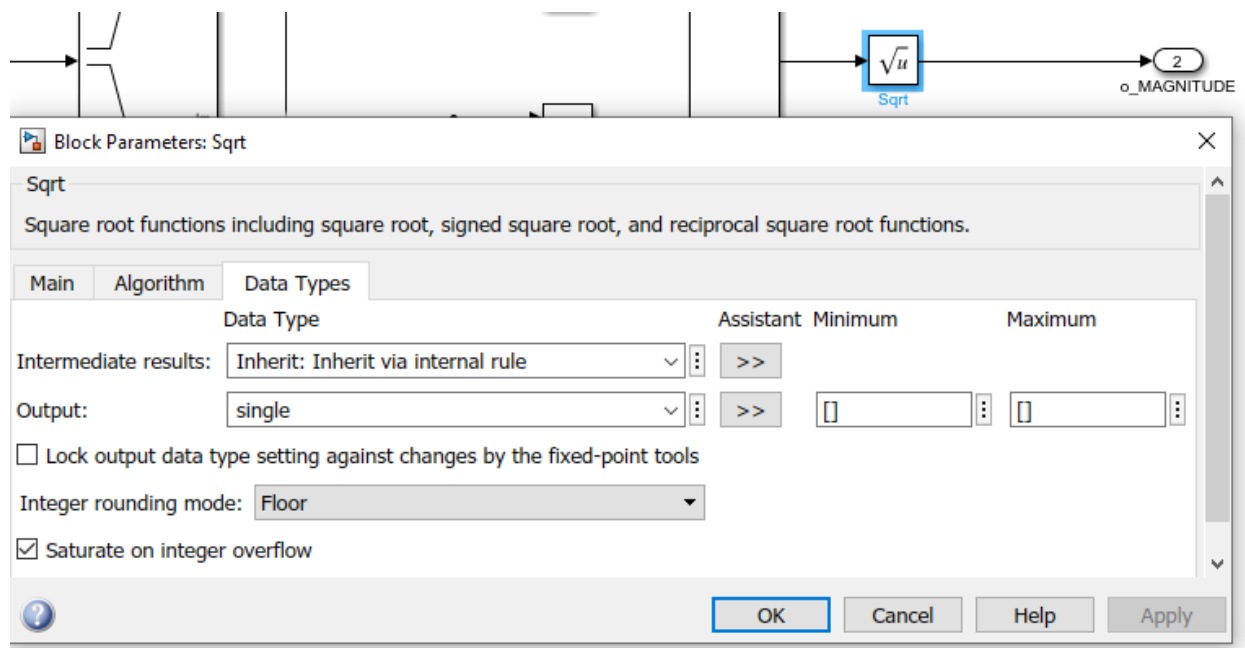 √u
2
Sqrt
o_MAGNITUDE
Block Parameters: Sqrt
Sqrt
Square root functions including square root, signed square root, and reciprocal square root functions.
Main Algorithm Data Types
Data Type Assistant Minimum Maximum
Intermediate results: Inherit: Inherit via internal rule >>
Output: single >> [] []
Lock output data type setting against changes by the fixed-point tools
Integer rounding mode: Floor
Saturate on integer overflow
? OK Cancel Help Apply